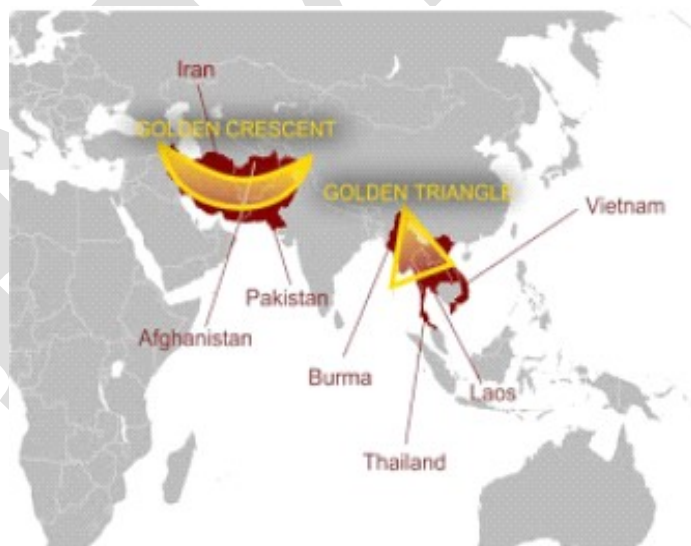 Iran
GOLDEN CRESCENT
GOLDEN TRIANGLE
Vietnam
Pakistan
Afghanistan
Burma
Laos
Thailand